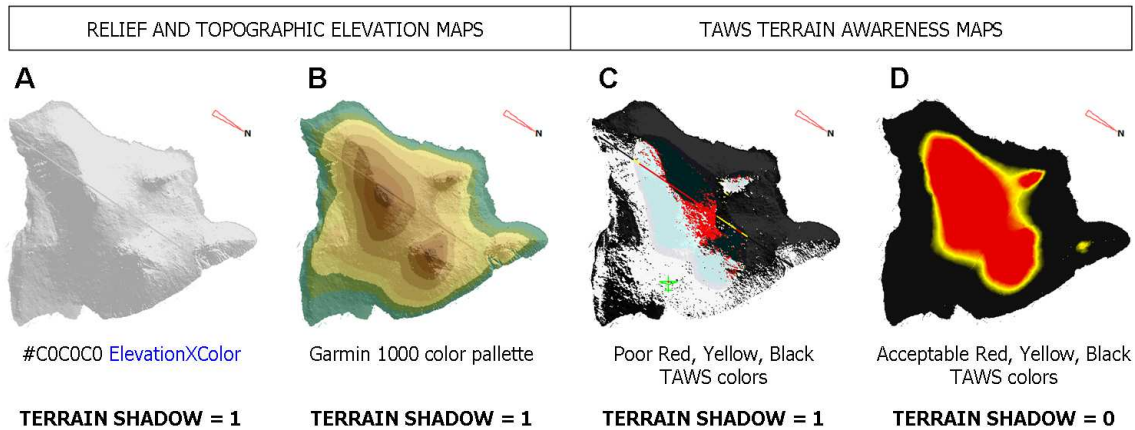 RELIEF AND TOPOGRAPHIC ELEVATION MAPS
TAWS TERRAIN AWARENESS MAPS
A
B
C
D
N
N
N
N
#C0C0C0 ElevationXColor
Garmin 1000 color pallette
Poor Red, Yellow, Black
TAWS colors
Acceptable Red, Yellow, Black
TAWS colors
TERRAIN SHADOW = 1
TERRAIN SHADOW = 1
TERRAIN SHADOW = 1
TERRAIN SHADOW = 0